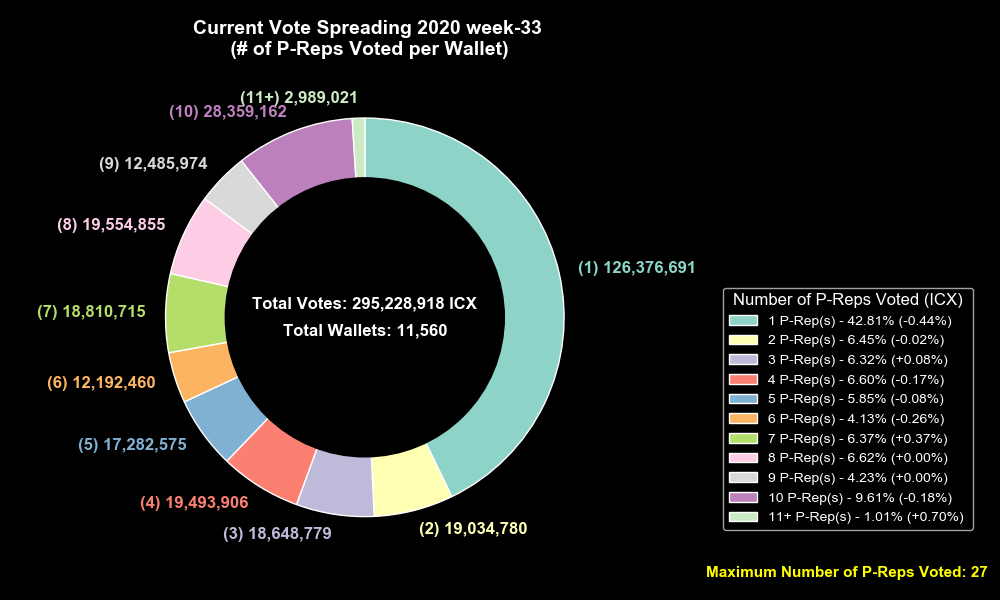 Current Vote Spreading 2020 week-33
(# of P-Reps Voted per Wallet)
(11+) 2,989,021
(10) 28,359,162
(9) 12,485,974
(8) 19,554,855
(1) 126,376,691
Total Votes: 295,228,918 ICX
(7) 18,810,715
Total Wallets: 11,560
(6) 12,192,460
(5) 17,282,575
(4) 19,493,906
(3) 18,648,779
(2) 19,034,780
Number of P-Reps Voted (ICX)
1 P-Rep(s) - 42.81% (-0.44%)
2 P-Rep(s) - 6.45% (-0.02%)
3 P-Rep(s) - 6.32% (+0.08%)
4 P-Rep(s) - 6.60% (-0.17%)
5 P-Rep(s) - 5.85% (-0.08%)
6 P-Rep(s) - 4.13% (-0.26%)
7 P-Rep(s) - 6.37% (+0.37%)
8 P-Rep(s) - 6.62% (+0.00%)
9 P-Rep(s) - 4.23% (+0.00%)
10 P-Rep(s) - 9.61% (-0.18%)
11+ P-Rep(s) - 1.01% (+0.70%)
Maximum Number of P-Reps Voted: 27